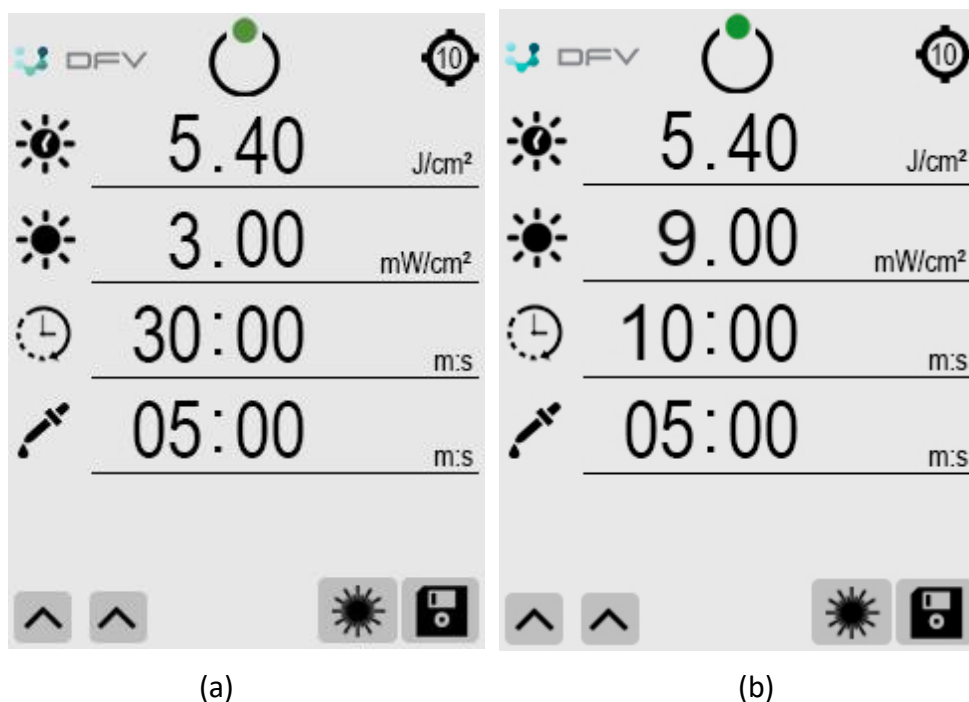 DFV
10
5.40 J/cm²
3.00 mW/cm²
30:00 m:s
05:00 m:s
(a)
DFV
10
5.40 J/cm²
9.00 mW/cm²
10:00 m:s
05:00 m:s
(b)